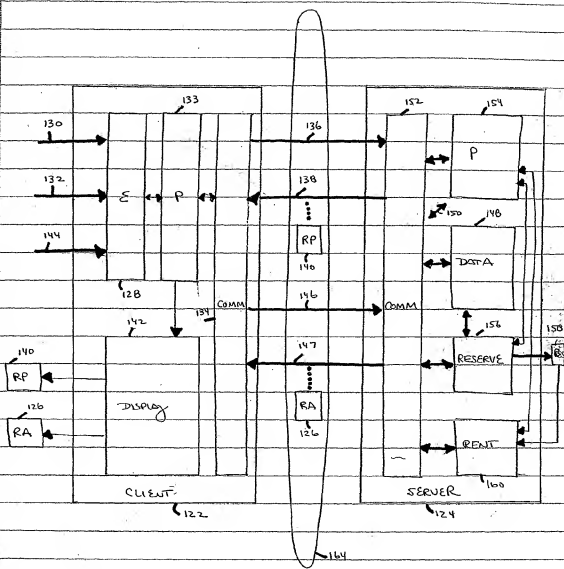 133
152
154
130
136
P
132
138
E
P
150
148
144
RP
140
DATA
128
146
COMM
COMM
134
142
156
158
140
147
RESERVE
RP
126
DISPLAY
RA
RA
126
RENT
160
CLIENT
SERVER
122
124
164